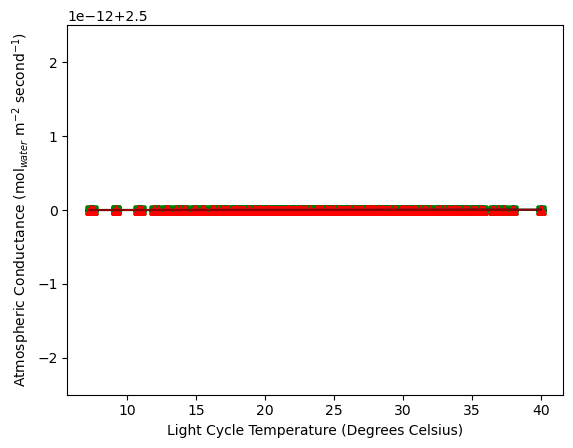 1e−12+2.5
2
1
0
−1
−2
Atmospheric Conductance (mol$_{water}$ m$^{−2}$ second$^{−1}$)
10 15 20 25 30 35 40
Light Cycle Temperature (Degrees Celsius)